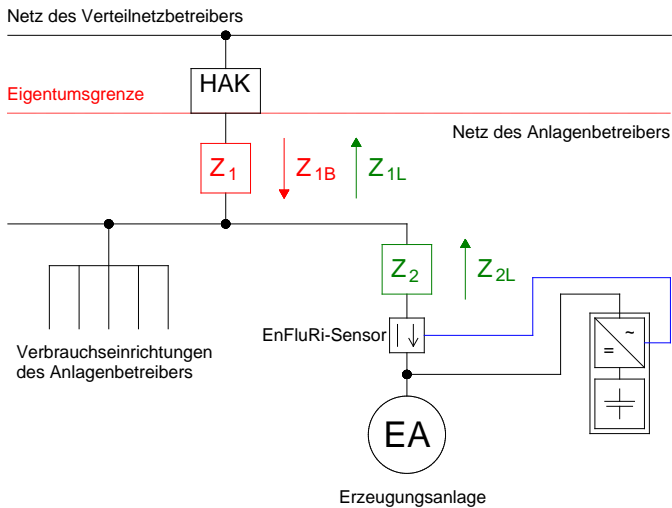 Netz des Verteilnetzbetreibers
HAK
Eigentumsgrenze
Netz des Anlagenbetreibers
Z1 Z1B Z1L
Z2 Z2L
EnFluRi-Sensor
~
=
Verbrauchseinrichtungen
des Anlagenbetreibers
EA
Erzeugungsanlage